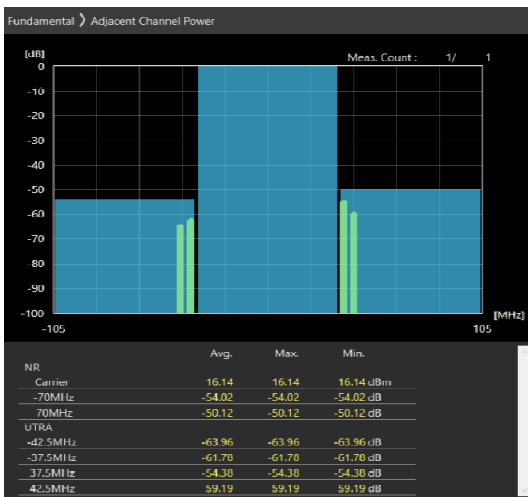 Fundamental ❯ Adjacent Channel Power
[dB]
Meas. Count : 1/ 1
0
-10
-20
-30
-40
-50
-60
-70
-80
-90
-100
[MHz]
-105 105
Avg. Max. Min.
NR
Carrier 16.14 16.14 16.14 dBm
-70MHz -54.02 -54.02 -54.02 dB
70MHz -50.12 -50.12 -50.12 dB
UTRA
-42.5MHz -63.96 -63.96 -63.96 dB
-37.5MHz -61.78 -61.78 -61.78 dB
37.5MHz -54.38 -54.38 -54.38 dB
42.5MHz 59.19 59.19 59.19 dB